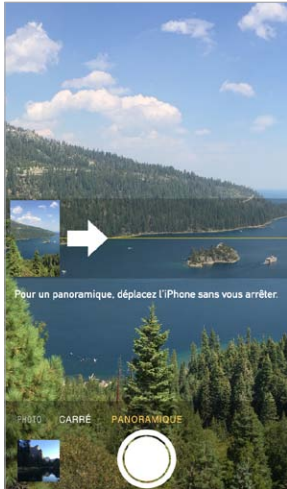 Pour un panoramique, déplacez l'iPhone sans vous arrêter.
PHOTO CARRÉ PANORAMIQUE